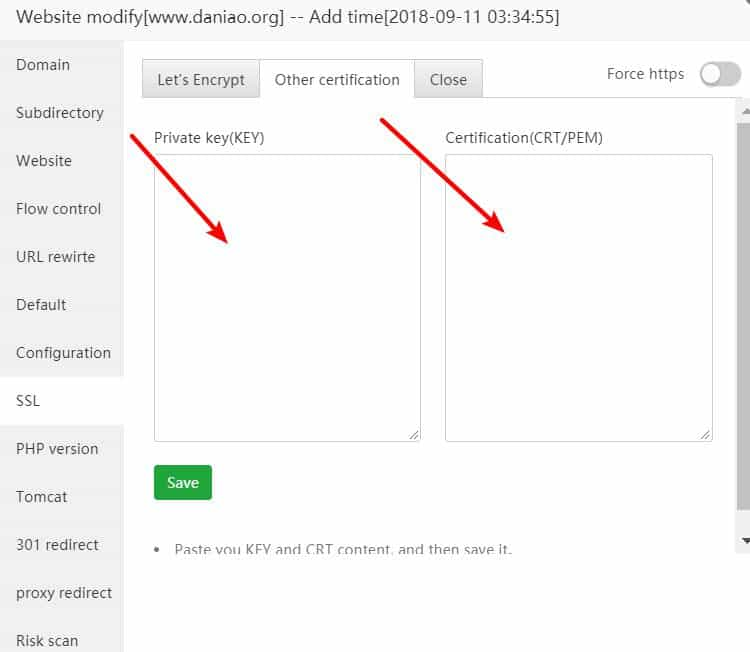 Website modify[www.daniao.org] -- Add time[2018-09-11 03:34:55]
Domain
Subdirectory
Website
Flow control
URL rewirte
Default
Configuration
SSL
PHP version
Tomcat
301 redirect
proxy redirect
Risk scan
Let's Encrypt
Other certification
Close
Force https
Private key(KEY)
Certification(CRT/PEM)
Save
• Paste you KEY and CRT content, and then save it.